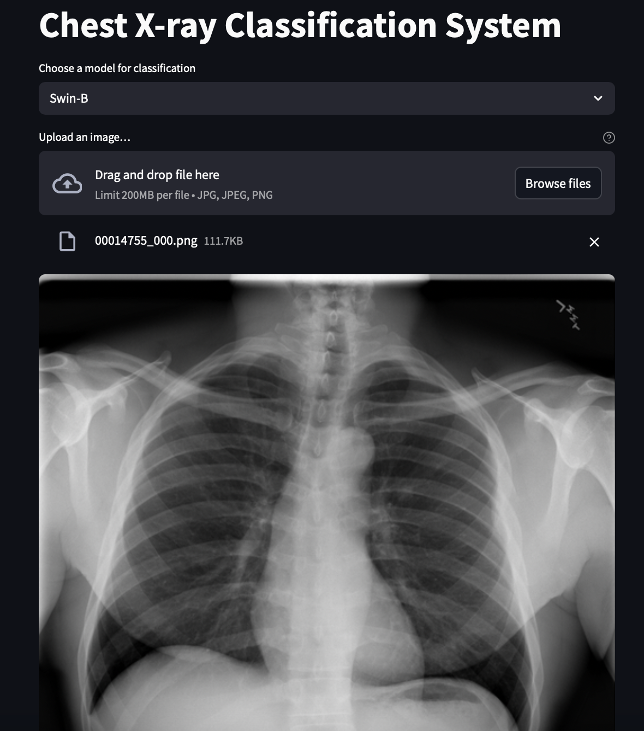 Chest X-ray Classification System
Choose a model for classification
Swin-B
Upload an image...
Drag and drop file here
Limit 200MB per file • JPG, JPEG, PNG
Browse files
00014755_000.png 111.7KB